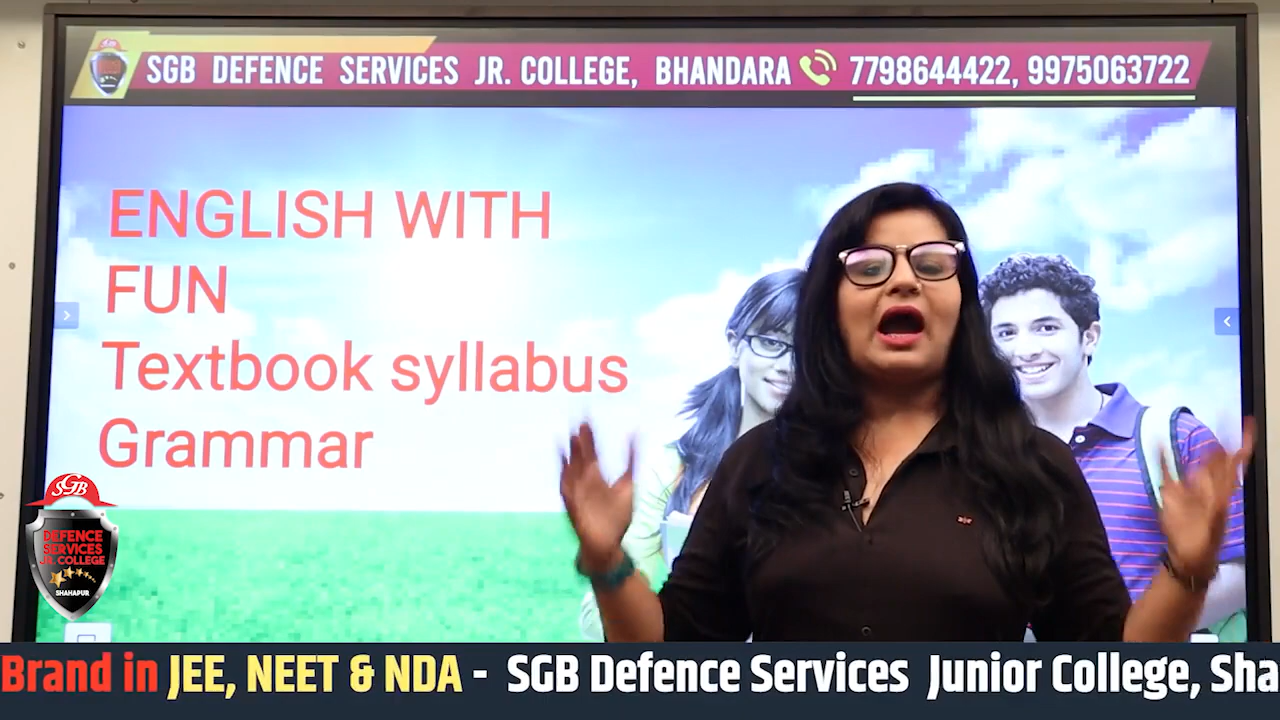 SGB DEFENCE SERVICES JR. COLLEGE, BHANDARA 7798644422, 9975063722
ENGLISH WITH
FUN
Textbook syllabus
Grammar
SGB
DEFENCE
SERVICES
JR. COLLEGE
SHAHAPUR
Brand in JEE, NEET & NDA - SGB Defence Services Junior College, Sha